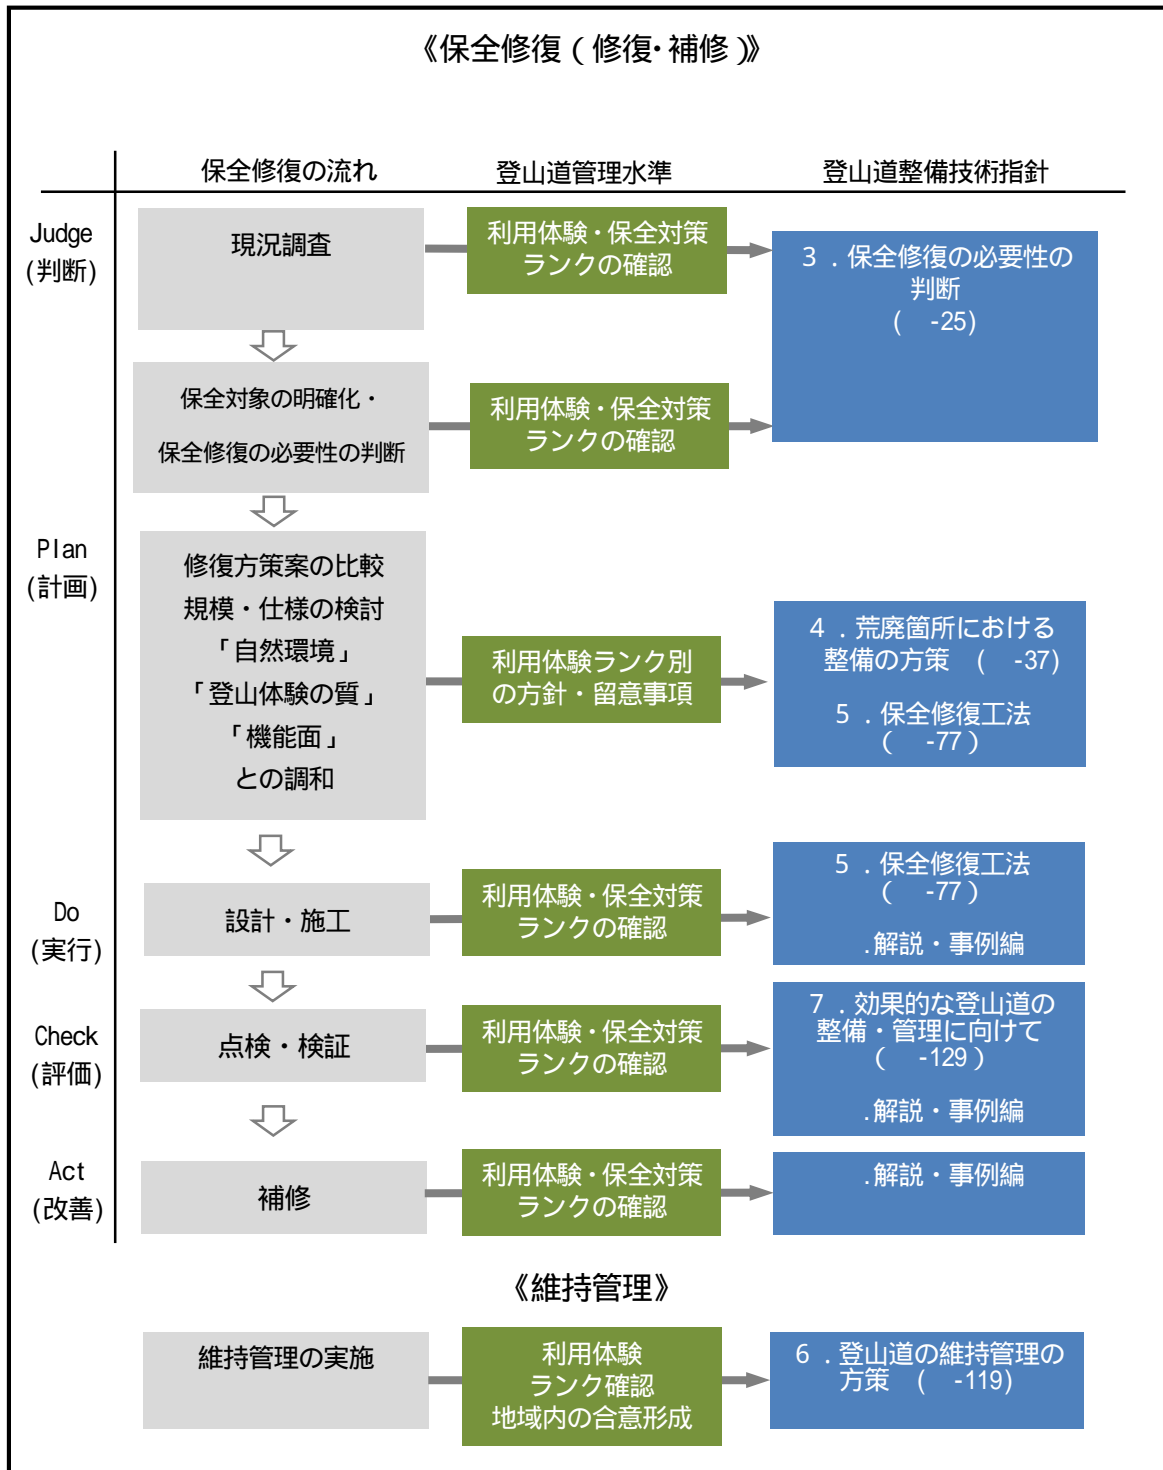 《保全修復（修復・補修）》
保全修復の流れ
登山道管理水準
登山道整備技術指針
Judge
(判断)
現況調査
利用体験・保全対策
ランクの確認
３．保全修復の必要性の
判断
(　-25)
保全対象の明確化・
保全修復の必要性の判断
利用体験・保全対策
ランクの確認
Plan
(計画)
修復方策案の比較
規模・仕様の検討
「自然環境」
「登山体験の質」
「機能面」
との調和
利用体験ランク別
の方針・留意事項
４．荒廃箇所における
整備の方策　(　-37)
５．保全修復工法
（　-77）
Do
(実行)
設計・施工
利用体験・保全対策
ランクの確認
５．保全修復工法
（　-77）
.解説・事例編
Check
(評価)
点検・検証
利用体験・保全対策
ランクの確認
７．効果的な登山道の
整備・管理に向けて
（　-129）
.解説・事例編
Act
(改善)
補修
利用体験・保全対策
ランクの確認
.解説・事例編
《維持管理》
維持管理の実施
利用体験
ランク確認
地域内の合意形成
６．登山道の維持管理の
方策　(　-119)